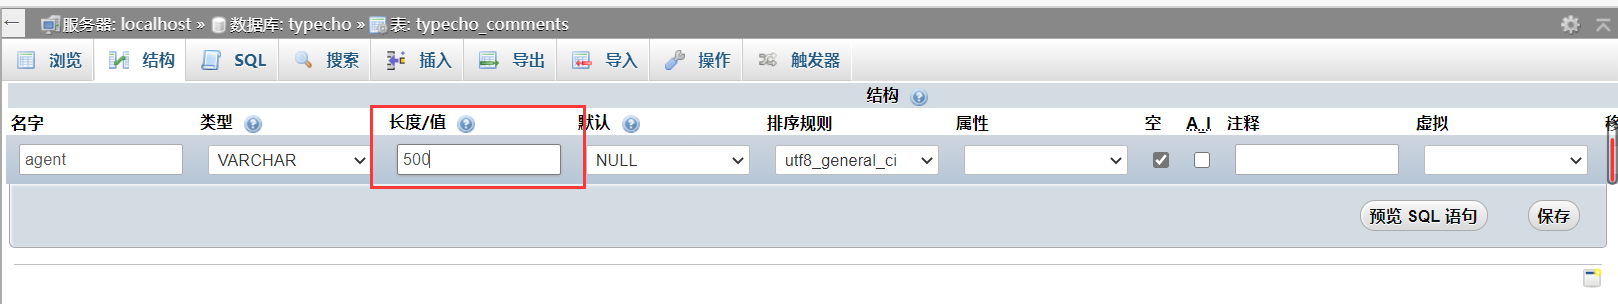 服务器: localhost » 数据库: typecho » 表: typecho_comments
浏览 结构 SQL 搜索 插入 导出 导入 操作 触发器
结构
名字 类型 长度/值 默认 排序规则 属性 空 A_I 注释 虚拟 移
agent VARCHAR 500 NULL utf8_general_ci
预览 SQL 语句 保存